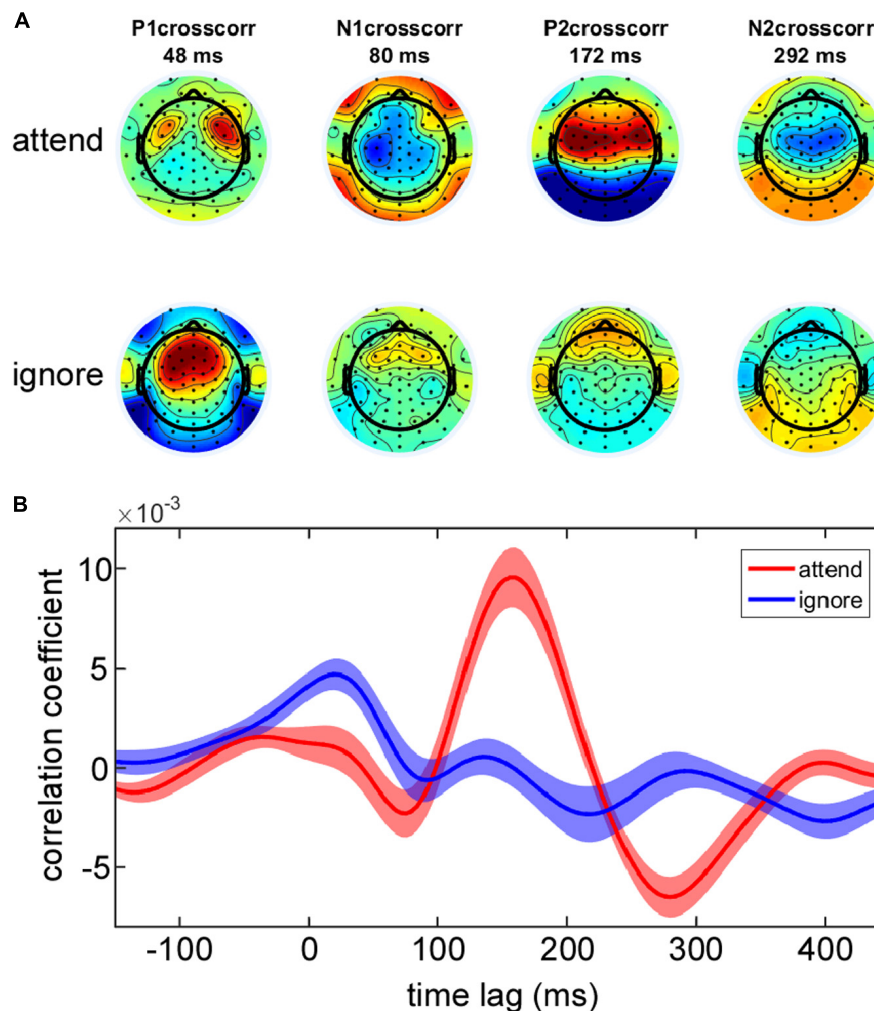 A
P1crosscorr N1crosscorr P2crosscorr N2crosscorr
48 ms 80 ms 172 ms 292 ms
attend
ignore
B
×10⁻³
correlation coefficient
10
5
0
-5
attend
ignore
-100 0 100 200 300 400
time lag (ms)